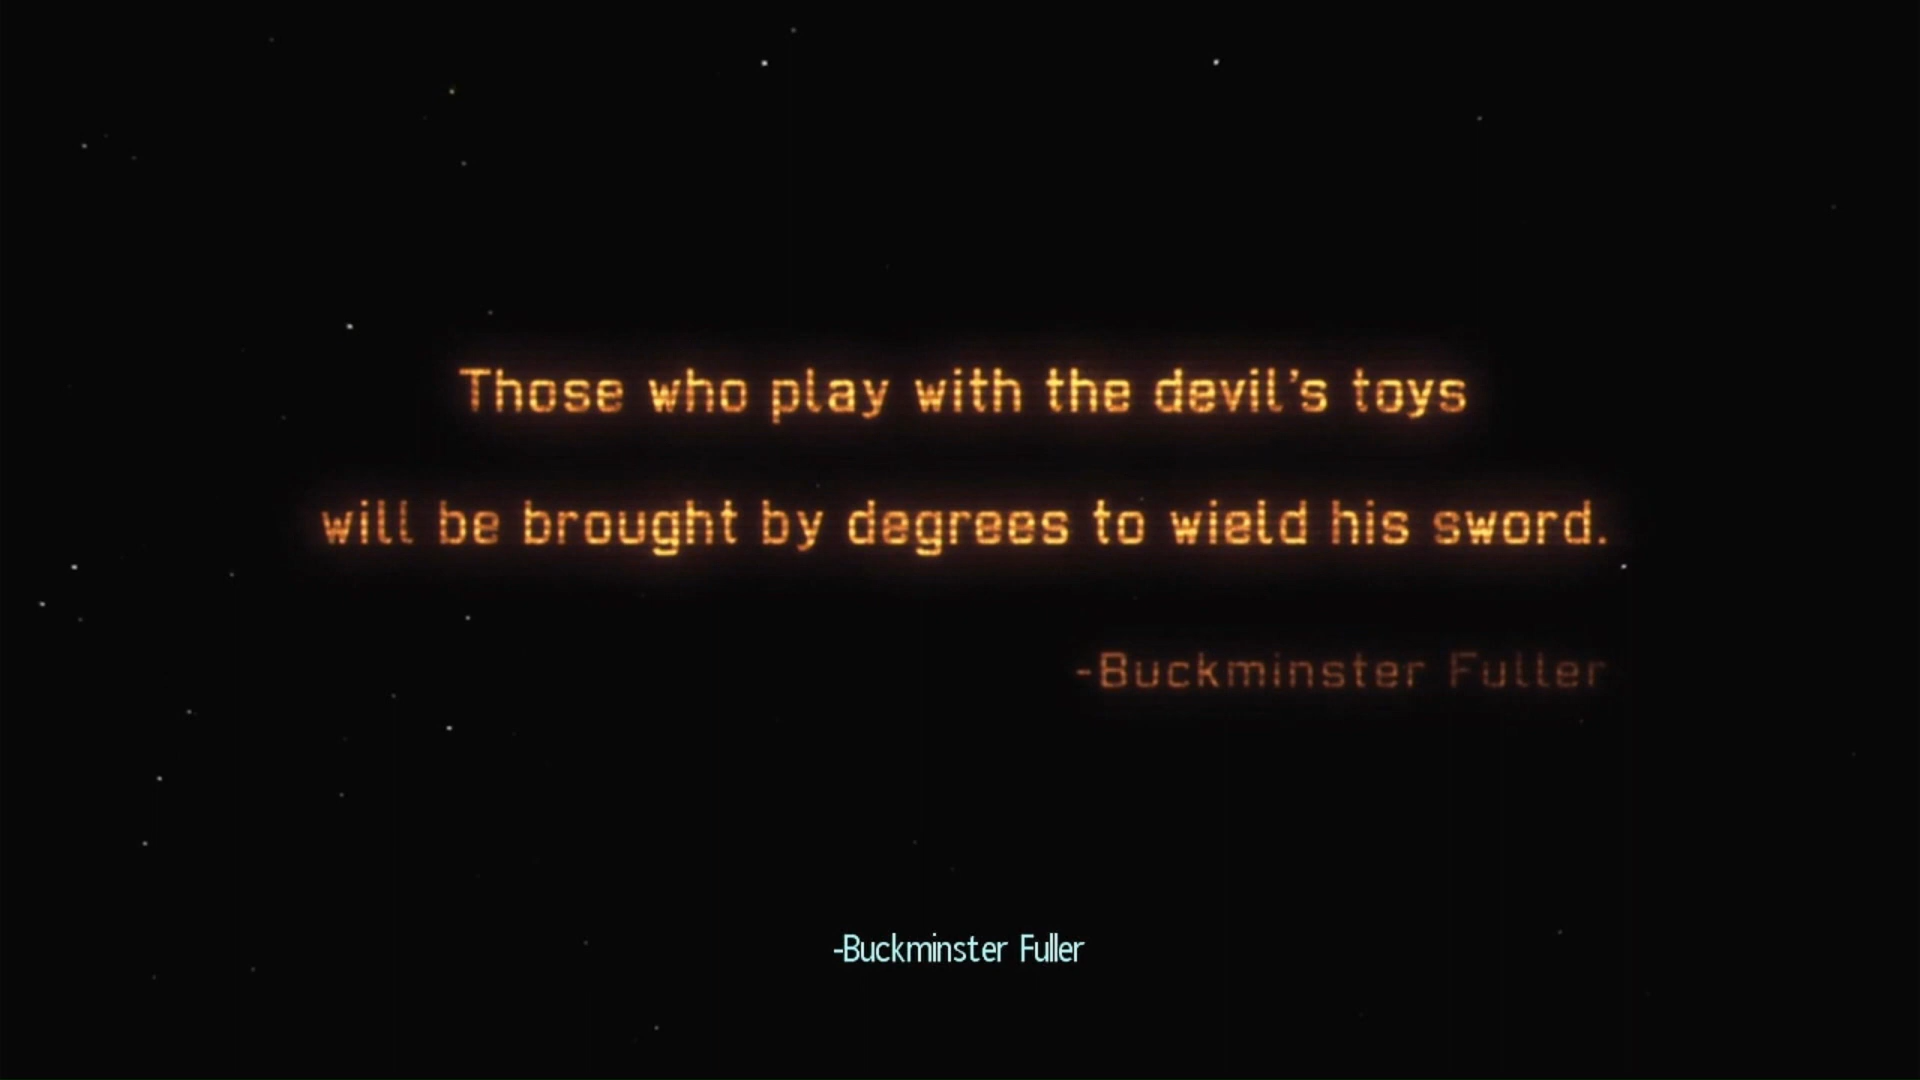 Those who play with the devil's toys
will be brought by degrees to wield his sword.
-Buckminster Fuller
-Buckminster Fuller